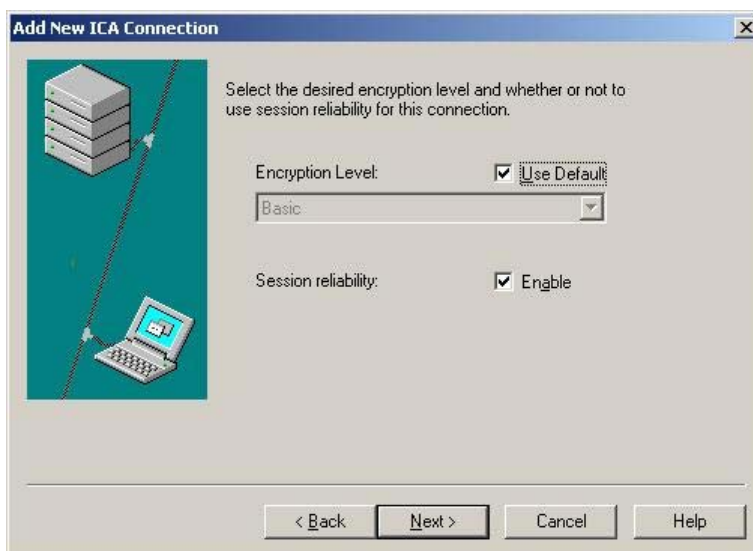 Add New ICA Connection
Select the desired encryption level and whether or not to
use session reliability for this connection.
Encryption Level:
Use Default
Basic
Session reliability:
Enable
< Back
Next >
Cancel
Help